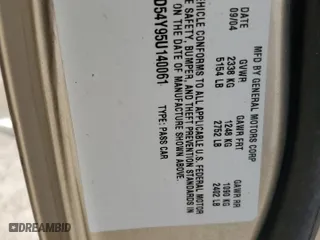 MFD BY GENERAL MOTORS CORP
DATE GVWR GAWR FRT GAWR RR
09/04 2338 KG 1248 KG 1090 KG
5154 LB 2752 LB 2402 LB
VEHICLE CONFORMS TO ALL APPLICABLE U.S. FEDERAL MOTOR
SAFETY, BUMPER, AND THEFT PREVENTION STANDARDS IN
ON THE DATE OF MANUFACTURE SHOWN ABOVE.
D54Y95U140061 TYPE: PASS CAR
DREAMBID